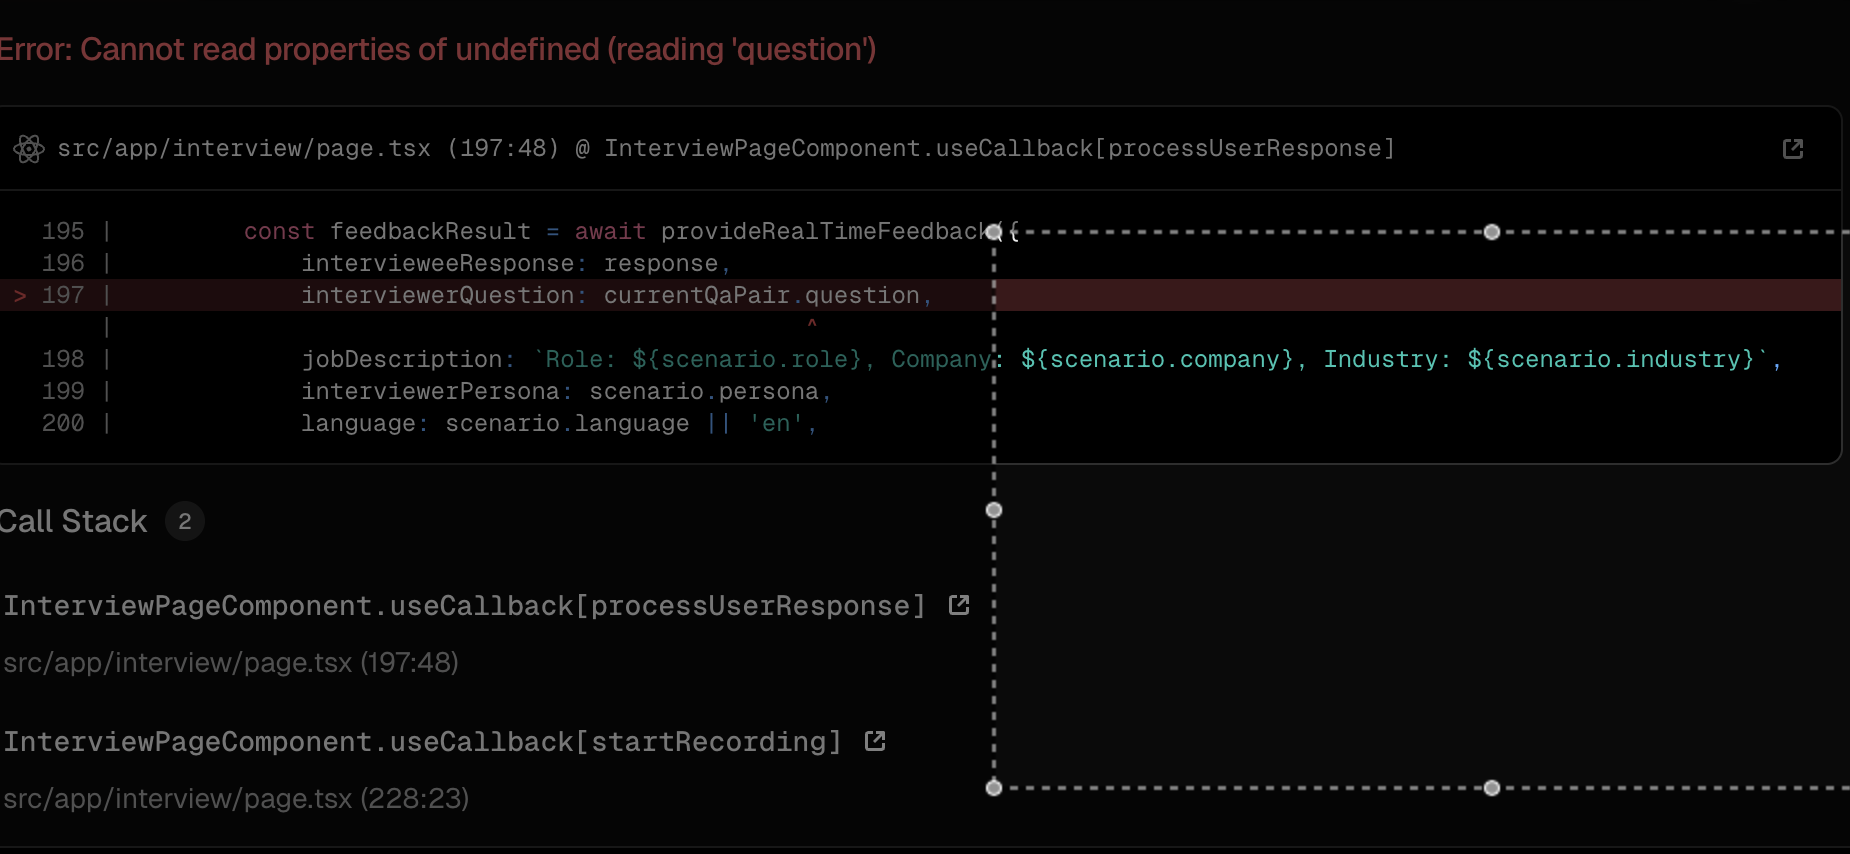 Error: Cannot read properties of undefined (reading 'question')
src/app/interview/page.tsx (197:48) @ InterviewPageComponent.useCallback[processUserResponse]
195 | const feedbackResult = await provideRealTimeFeedback({
196 | intervieweeResponse: response,
> 197 | interviewerQuestion: currentQaPair.question,
| ^
198 | jobDescription: `Role: ${scenario.role}, Company: ${scenario.company}, Industry: ${scenario.industry}`,
199 | interviewerPersona: scenario.persona,
200 | language: scenario.language || 'en',
Call Stack 2
InterviewPageComponent.useCallback[processUserResponse]
src/app/interview/page.tsx (197:48)
InterviewPageComponent.useCallback[startRecording]
src/app/interview/page.tsx (228:23)